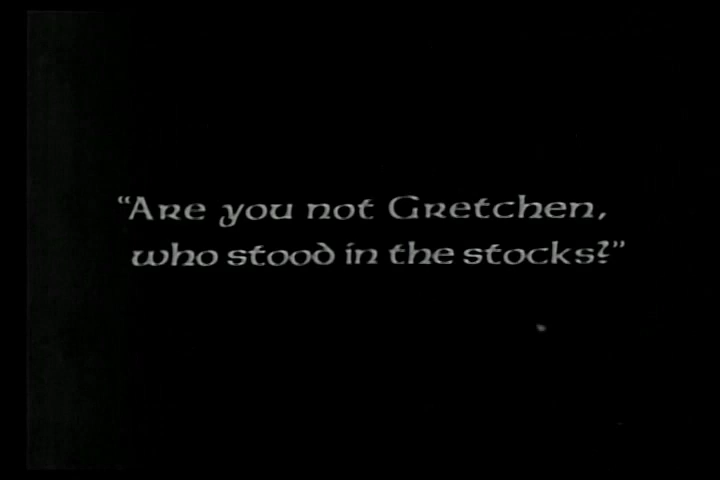 “Are you not Gretchen,
who stood in the stocks?”